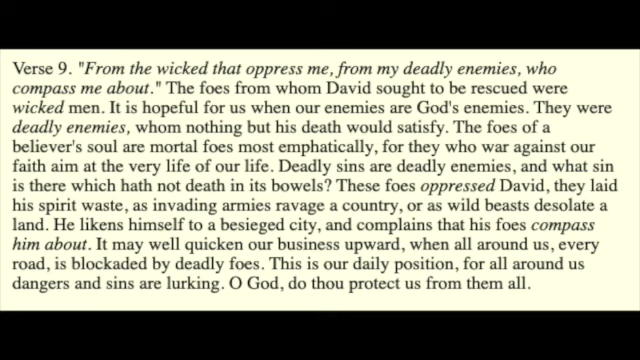 Verse 9. "From the wicked that oppress me, from my deadly enemies, who
compass me about." The foes from whom David sought to be rescued were
wicked men. It is hopeful for us when our enemies are God's enemies. They were
deadly enemies, whom nothing but his death would satisfy. The foes of a
believer's soul are mortal foes most emphatically, for they who war against our
faith aim at the very life of our life. Deadly sins are deadly enemies, and what sin
is there which hath not death in its bowels? These foes oppressed David, they laid
his spirit waste, as invading armies ravage a country, or as wild beasts desolate a
land. He likens himself to a besieged city, and complains that his foes compass
him about. It may well quicken our business upward, when all around us, every
road, is blockaded by deadly foes. This is our daily position, for all around us
dangers and sins are lurking. O God, do thou protect us from them all.